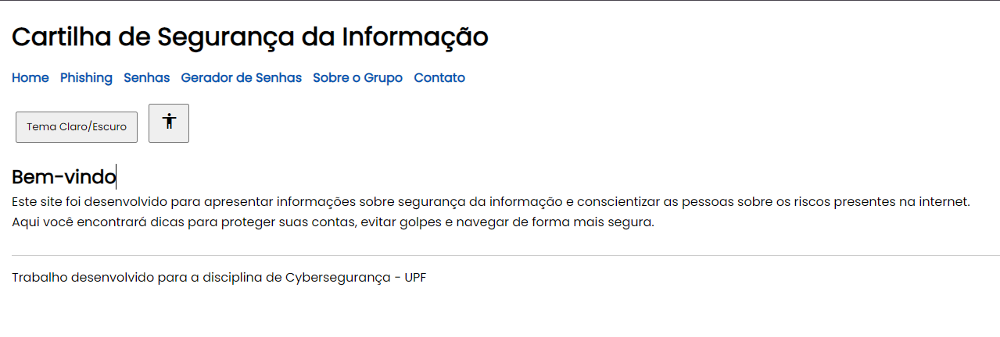 Cartilha de Segurança da Informação
Home Phishing Senhas Gerador de Senhas Sobre o Grupo Contato
Tema Claro/Escuro
Bem-vindo
Este site foi desenvolvido para apresentar informações sobre segurança da informação e conscientizar as pessoas sobre os riscos presentes na internet.
Aqui você encontrará dicas para proteger suas contas, evitar golpes e navegar de forma mais segura.
Trabalho desenvolvido para a disciplina de Cybersegurança - UPF